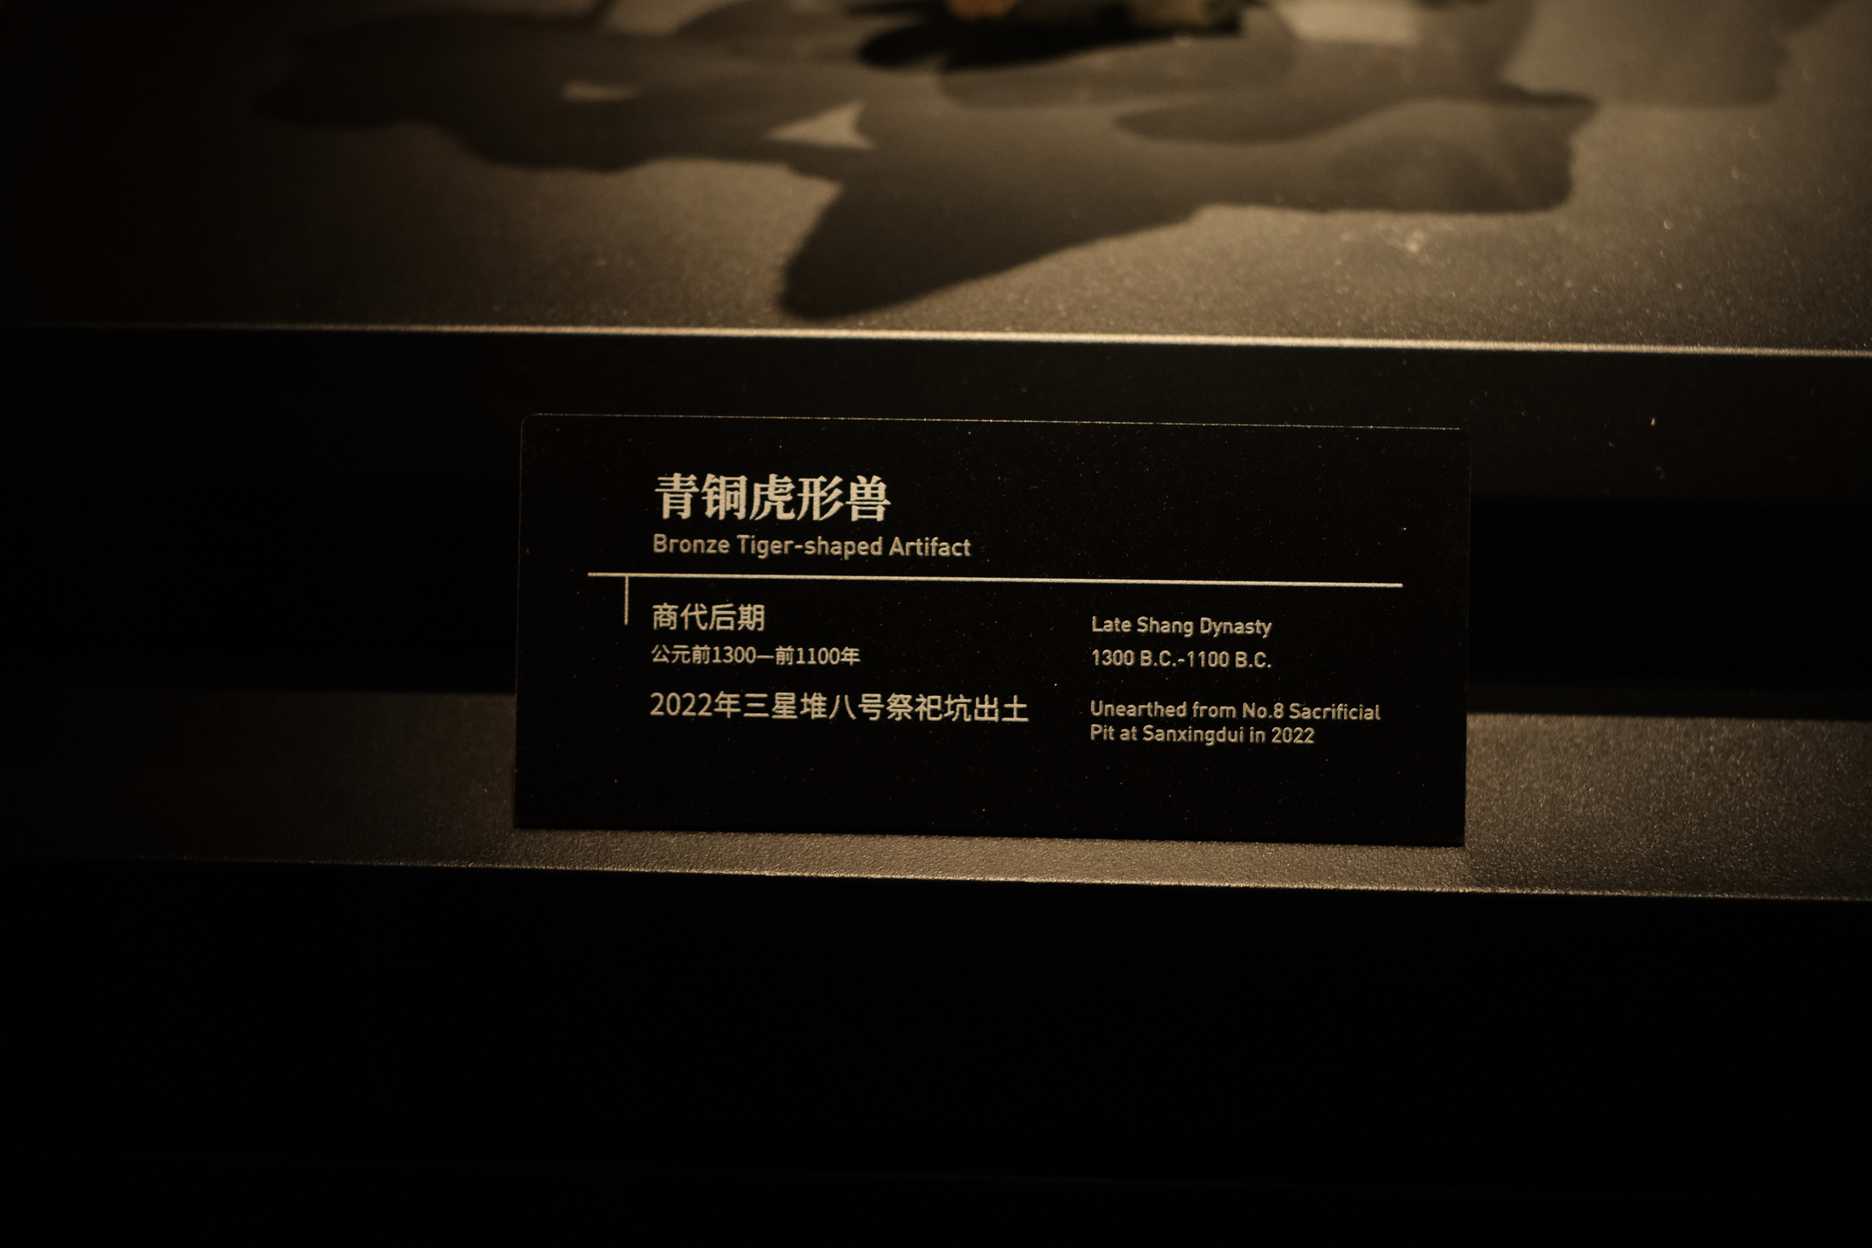 青铜虎形兽
Bronze Tiger-shaped Artifact
商代后期
公元前1300—前1100年
2022年三星堆八号祭祀坑出土
Late Shang Dynasty
1300 B.C.-1100 B.C.
Unearthed from No.8 Sacrificial
Pit at Sanxingdui in 2022